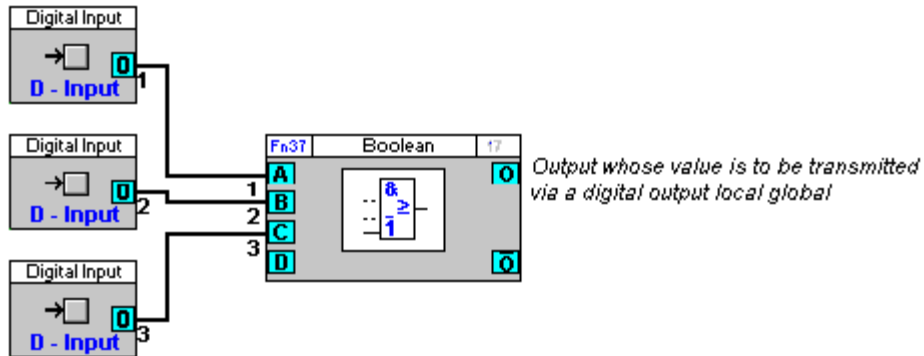 Digital Input
0
1
D - Input
Digital Input
0
2
D - Input
Digital Input
0
3
D - Input
Fn37 Boolean 17
A
1
B
2
C
3
D
&
≥
1
O
O̅
Output whose value is to be transmitted
via a digital output local global